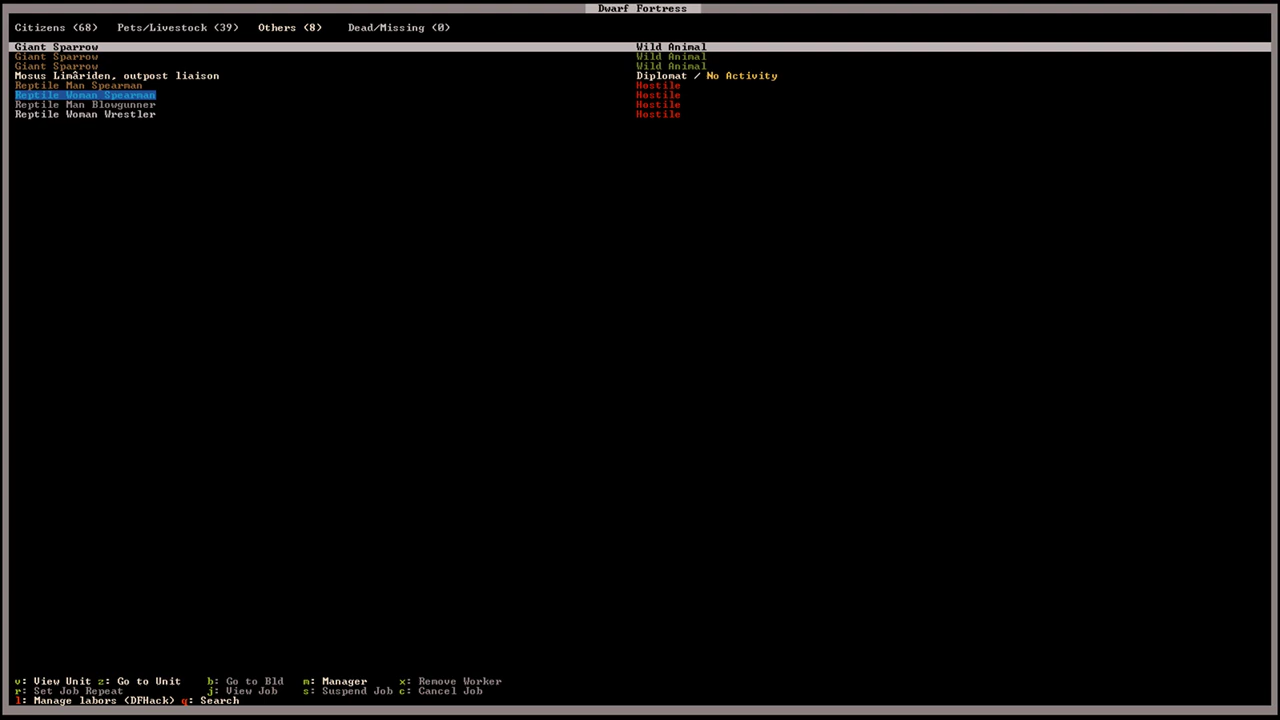 Dwarf Fortress
Citizens (68) Pets/Livestock (39) Others (8) Dead/Missing (0)
Giant Sparrow Wild Animal
Giant Sparrow Wild Animal
Giant Sparrow Wild Animal
Mosus Limâriden, outpost liaison Diplomat / No Activity
Reptile Man Spearman Hostile
Reptile Woman Spearman Hostile
Reptile Man Blowgunner Hostile
Reptile Woman Wrestler Hostile
v: View Unit z: Go to Unit b: Go to Bld m: Manager x: Remove Worker
r: Set Job Repeat j: View Job s: Suspend Job c: Cancel Job
l: Manage labors (DFHack) q: Search